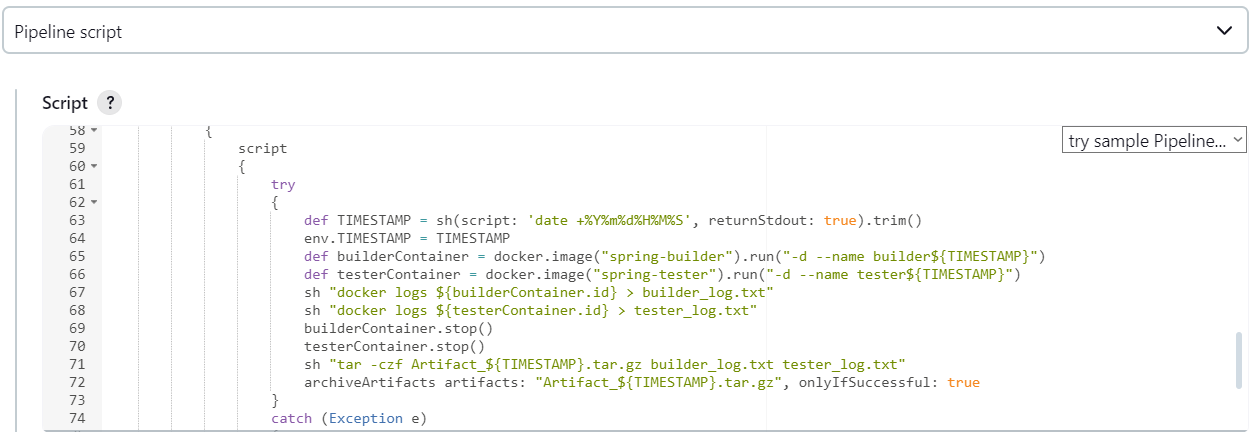 Pipeline script
Script ?
try sample Pipeline...
58 {
59 script
60 {
61 try
62 {
63 def TIMESTAMP = sh(script: 'date +%Y%m%d%H%M%S', returnStdout: true).trim()
64 env.TIMESTAMP = TIMESTAMP
65 def builderContainer = docker.image("spring-builder").run("-d --name builder${TIMESTAMP}")
66 def testerContainer = docker.image("spring-tester").run("-d --name tester${TIMESTAMP}")
67 sh "docker logs ${builderContainer.id} > builder_log.txt"
68 sh "docker logs ${testerContainer.id} > tester_log.txt"
69 builderContainer.stop()
70 testerContainer.stop()
71 sh "tar -czf Artifact_${TIMESTAMP}.tar.gz builder_log.txt tester_log.txt"
72 archiveArtifacts artifacts: "Artifact_${TIMESTAMP}.tar.gz", onlyIfSuccessful: true
73 }
74 catch (Exception e)